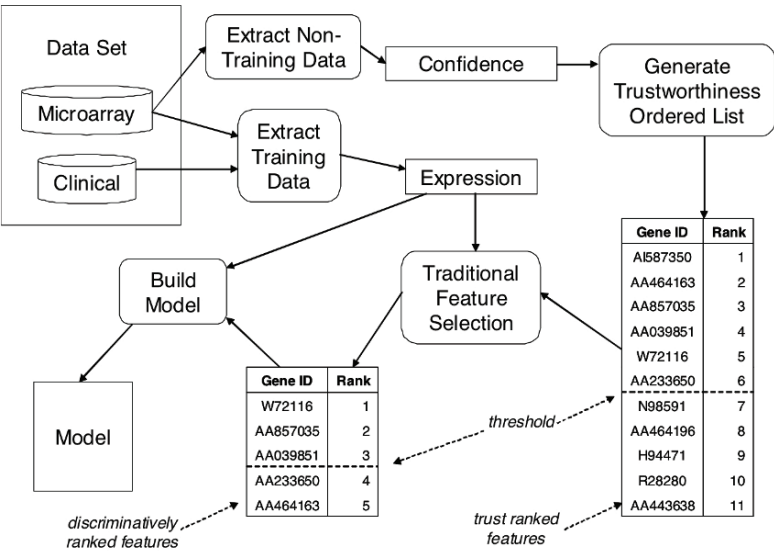 Data Set
Microarray
Clinical
Extract Non-
Training Data
Extract
Training
Data
Confidence
Generate
Trustworthiness
Ordered List
Expression
Build
Model
Traditional
Feature
Selection
Model
Gene ID Rank
W72116 1
AA857035 2
AA039851 3
AA233650 4
AA464163 5
discriminatively
ranked features
threshold
Gene ID Rank
AI587350 1
AA464163 2
AA857035 3
AA039851 4
W72116 5
AA233650 6
N98591 7
AA464196 8
H94471 9
R28280 10
AA443638 11
trust ranked
features